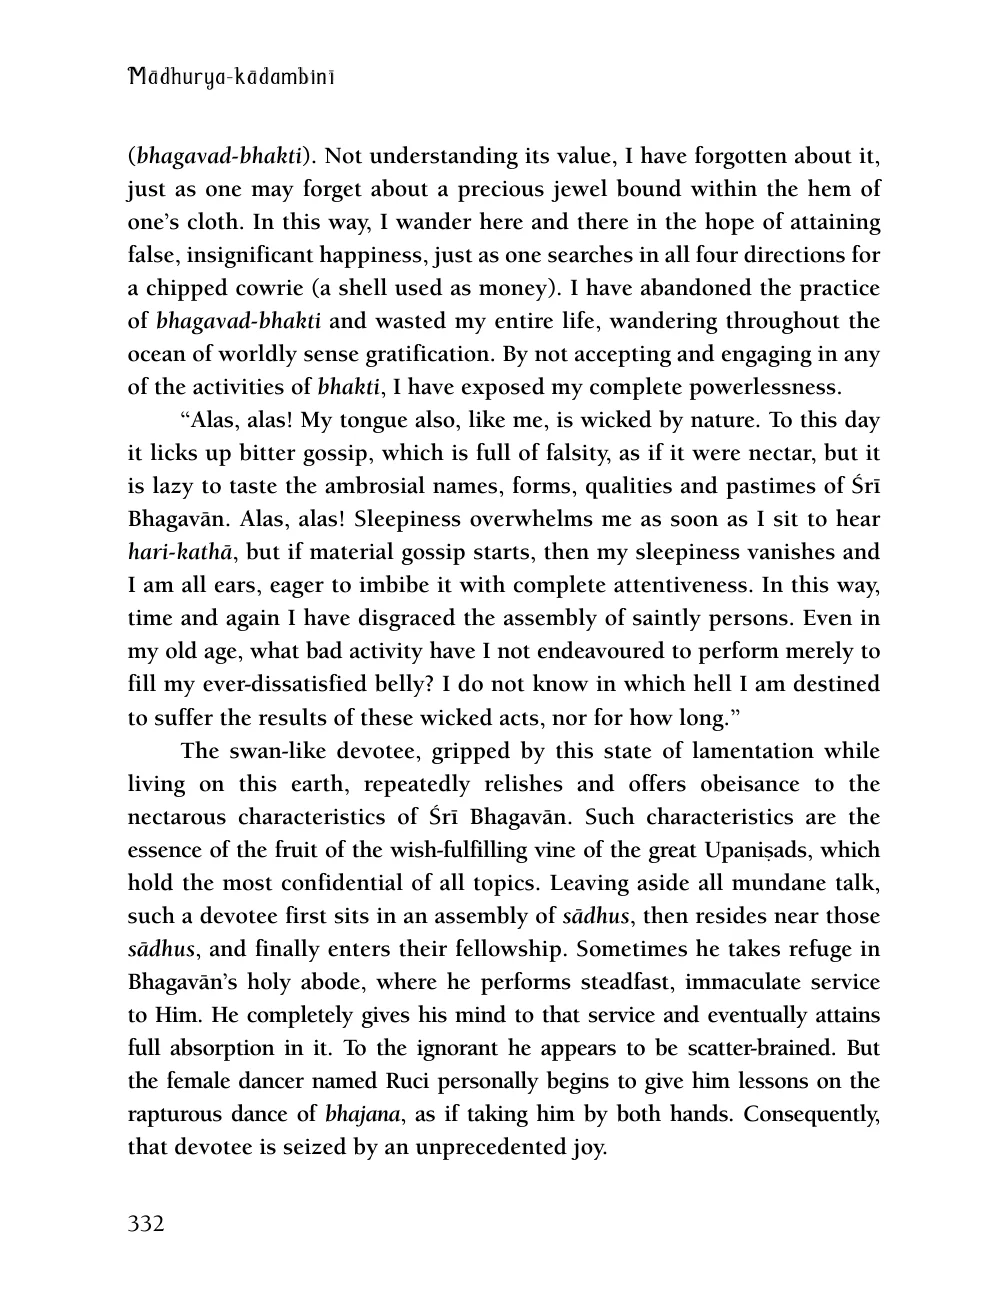 Mādhurya-kādambinī
(bhagavad-bhakti). Not understanding its value, I have forgotten about it,
just as one may forget about a precious jewel bound within the hem of
one’s cloth. In this way, I wander here and there in the hope of attaining
false, insignificant happiness, just as one searches in all four directions for
a chipped cowrie (a shell used as money). I have abandoned the practice
of bhagavad-bhakti and wasted my entire life, wandering throughout the
ocean of worldly sense gratification. By not accepting and engaging in any
of the activities of bhakti, I have exposed my complete powerlessness.
“Alas, alas! My tongue also, like me, is wicked by nature. To this day
it licks up bitter gossip, which is full of falsity, as if it were nectar, but it
is lazy to taste the ambrosial names, forms, qualities and pastimes of Śrī
Bhagavān. Alas, alas! Sleepiness overwhelms me as soon as I sit to hear
hari-kathā, but if material gossip starts, then my sleepiness vanishes and
I am all ears, eager to imbibe it with complete attentiveness. In this way,
time and again I have disgraced the assembly of saintly persons. Even in
my old age, what bad activity have I not endeavoured to perform merely to
fill my ever-dissatisfied belly? I do not know in which hell I am destined
to suffer the results of these wicked acts, nor for how long.”
The swan-like devotee, gripped by this state of lamentation while
living on this earth, repeatedly relishes and offers obeisance to the
nectarous characteristics of Śrī Bhagavān. Such characteristics are the
essence of the fruit of the wish-fulfilling vine of the great Upaniṣads, which
hold the most confidential of all topics. Leaving aside all mundane talk,
such a devotee first sits in an assembly of sādhus, then resides near those
sādhus, and finally enters their fellowship. Sometimes he takes refuge in
Bhagavān’s holy abode, where he performs steadfast, immaculate service
to Him. He completely gives his mind to that service and eventually attains
full absorption in it. To the ignorant he appears to be scatter-brained. But
the female dancer named Ruci personally begins to give him lessons on the
rapturous dance of bhajana, as if taking him by both hands. Consequently,
that devotee is seized by an unprecedented joy.
332